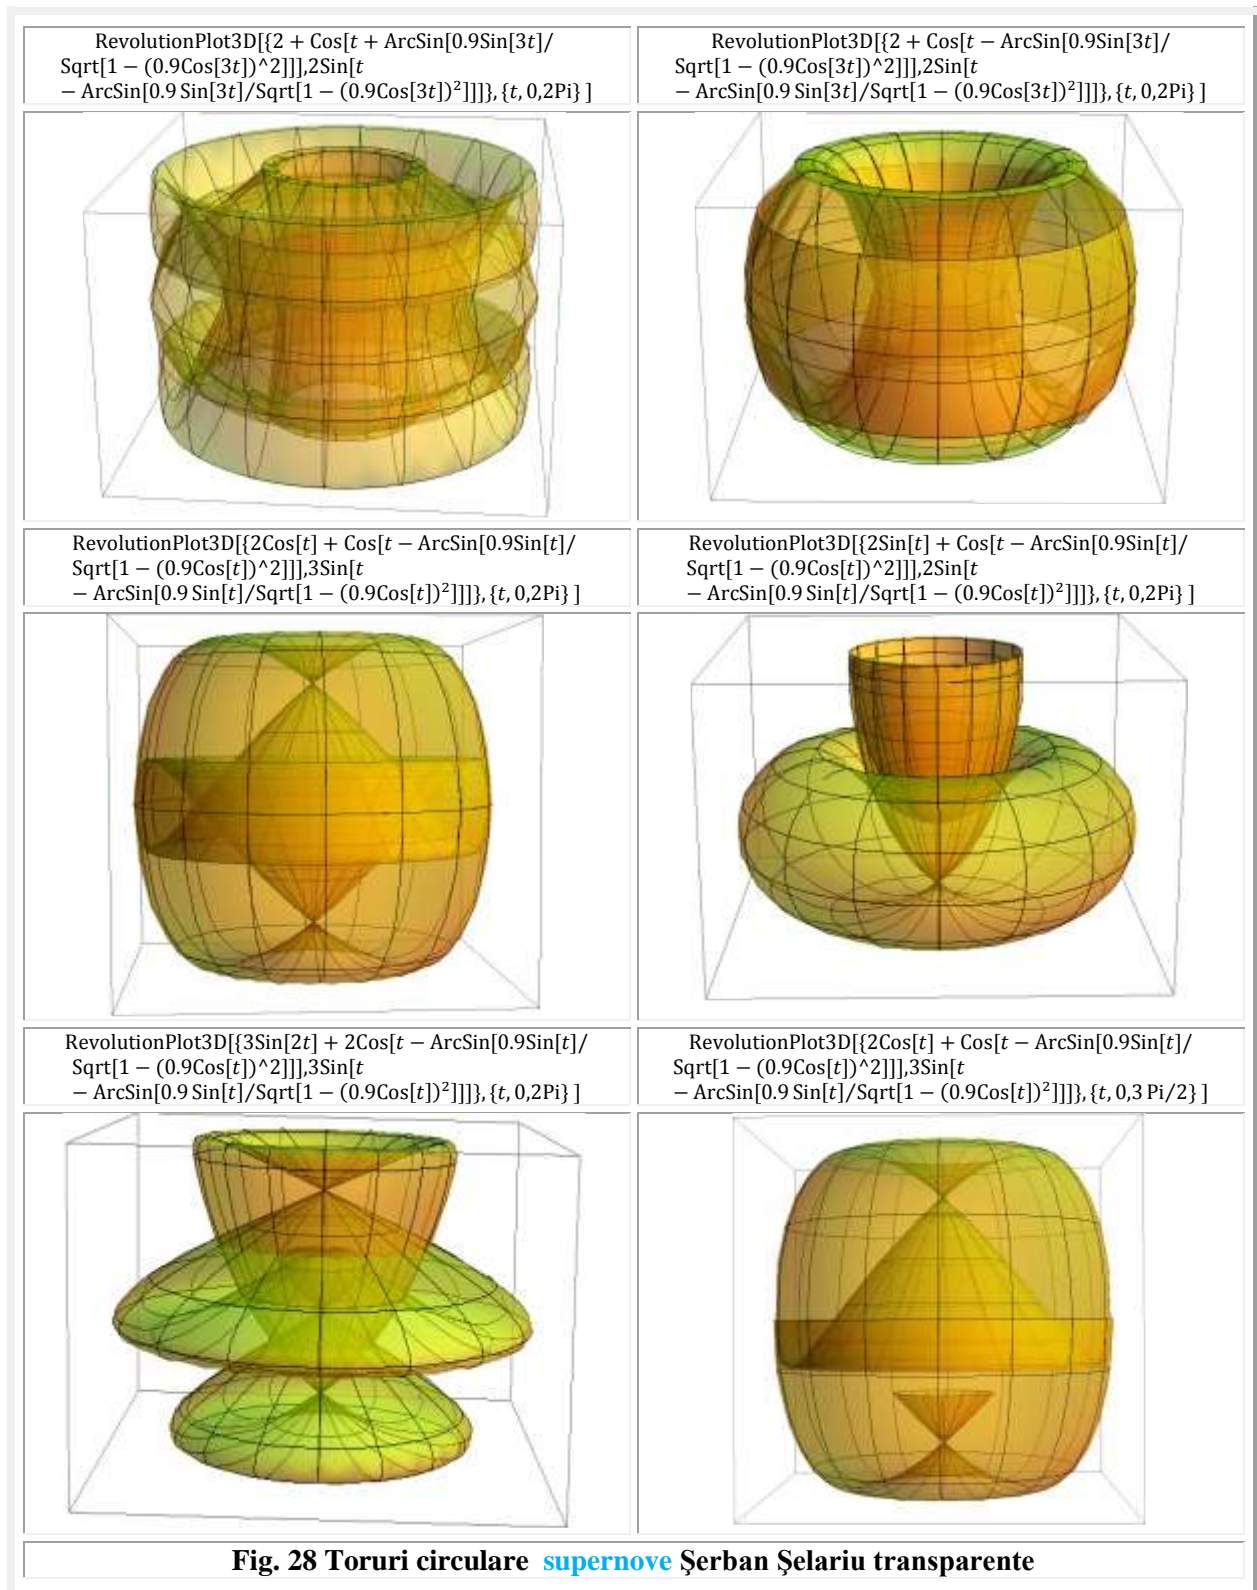 RevolutionPlot3D[{2 + Cos[t + ArcSin[0.9Sin[3t]/
Sqrt[1 − (0.9Cos[3t])^2]]],2Sin[t
− ArcSin[0.9 Sin[3t]/Sqrt[1 − (0.9Cos[3t])²]]]}, {t, 0,2Pi} ]
RevolutionPlot3D[{2 + Cos[t − ArcSin[0.9Sin[3t]/
Sqrt[1 − (0.9Cos[3t])^2]]],2Sin[t
− ArcSin[0.9 Sin[3t]/Sqrt[1 − (0.9Cos[3t])²]]]}, {t, 0,2Pi} ]
RevolutionPlot3D[{2Cos[t] + Cos[t − ArcSin[0.9Sin[t]/
Sqrt[1 − (0.9Cos[t])^2]]],3Sin[t
− ArcSin[0.9 Sin[t]/Sqrt[1 − (0.9Cos[t])²]]]}, {t, 0,2Pi} ]
RevolutionPlot3D[{2Sin[t] + Cos[t − ArcSin[0.9Sin[t]/
Sqrt[1 − (0.9Cos[t])^2]]],2Sin[t
− ArcSin[0.9 Sin[t]/Sqrt[1 − (0.9Cos[t])²]]]}, {t, 0,2Pi} ]
RevolutionPlot3D[{3Sin[2t] + 2Cos[t − ArcSin[0.9Sin[t]/
Sqrt[1 − (0.9Cos[t])^2]]],3Sin[t
− ArcSin[0.9 Sin[t]/Sqrt[1 − (0.9Cos[t])²]]]}, {t, 0,2Pi} ]
RevolutionPlot3D[{2Cos[t] + Cos[t − ArcSin[0.9Sin[t]/
Sqrt[1 − (0.9Cos[t])^2]]],3Sin[t
− ArcSin[0.9 Sin[t]/Sqrt[1 − (0.9Cos[t])²]]]}, {t, 0,3 Pi/2} ]
Fig. 28 Toruri circulare supernove Şerban Şelariu transparente